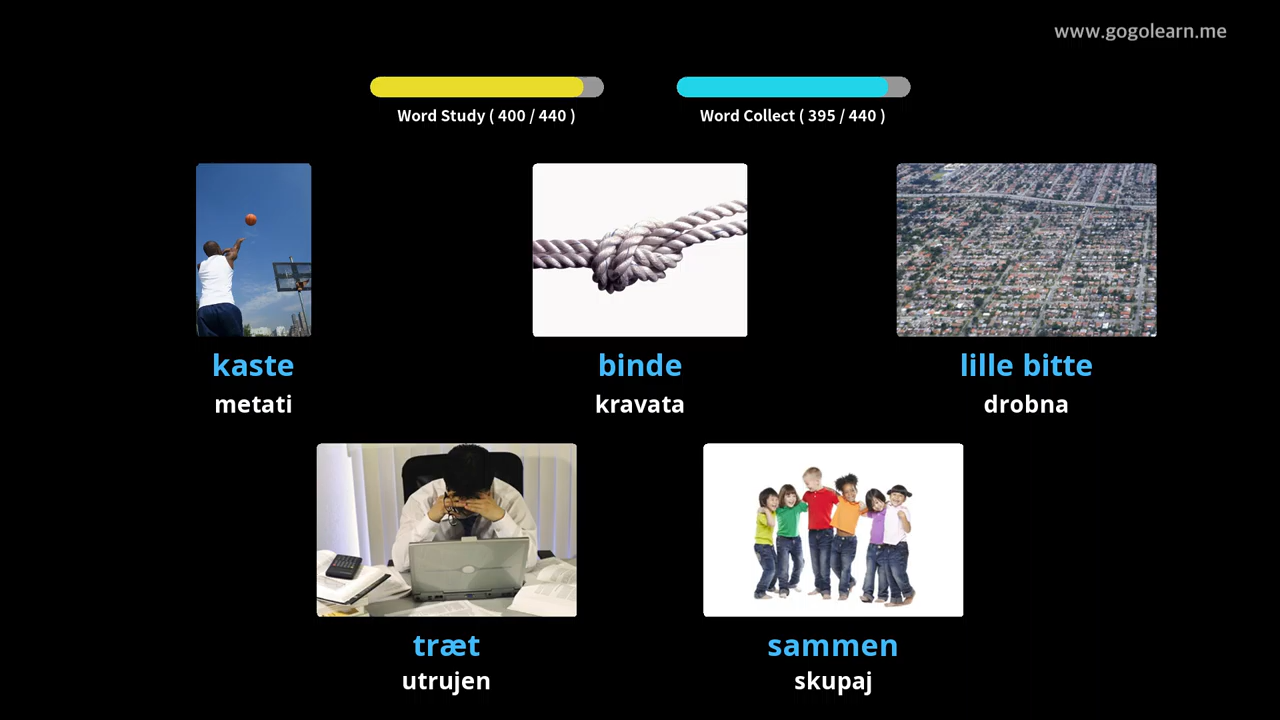 www.gogolearn.me
Word Study ( 400 / 440 )
Word Collect ( 395 / 440 )
kaste
metati
binde
kravata
lille bitte
drobna
træt
utrujen
sammen
skupaj